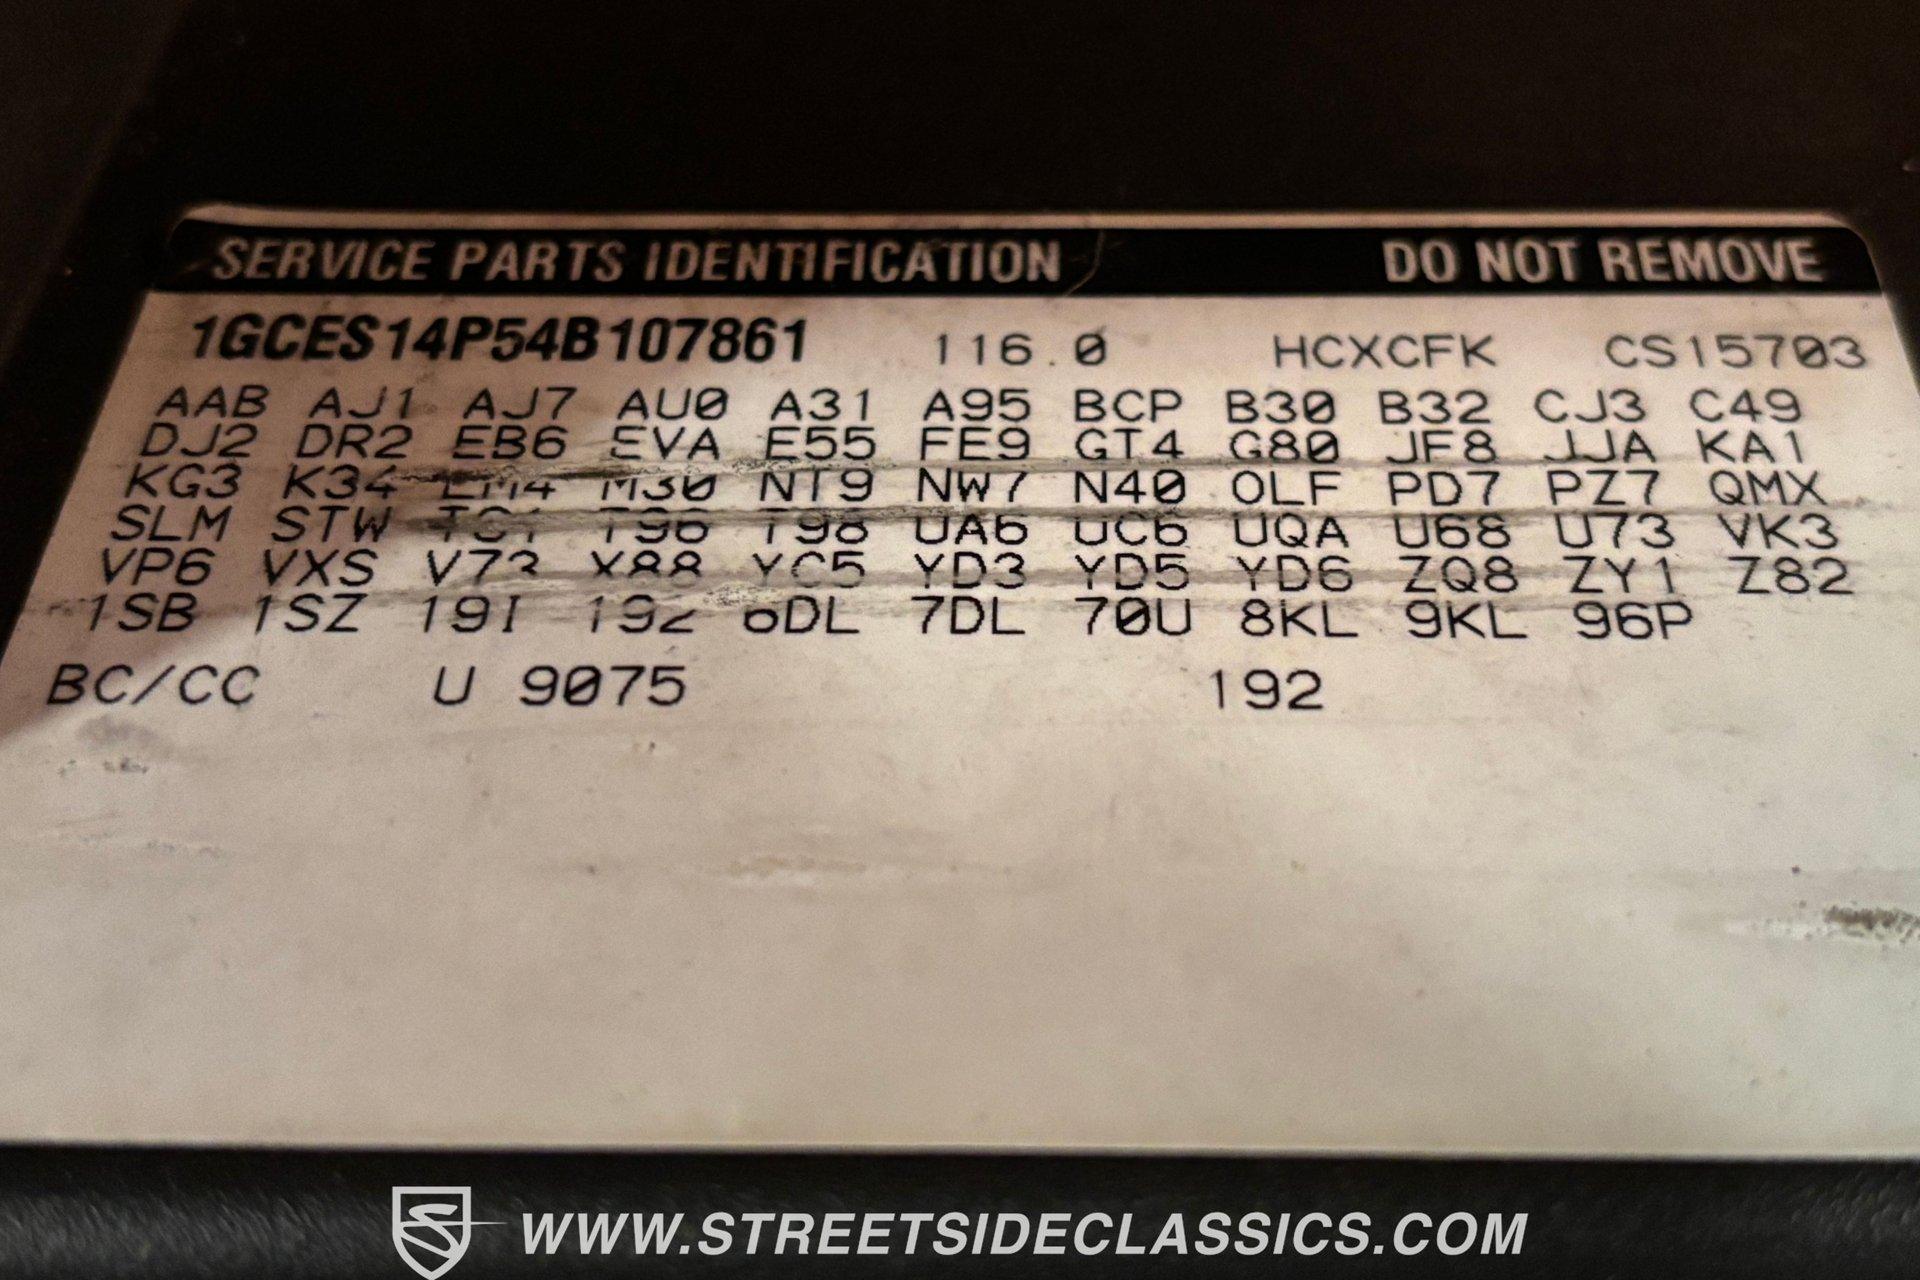 SERVICE PARTS IDENTIFICATION DO NOT REMOVE
1GCES14P54B107861 116.0 HCXCFK CS15703
AAB AJ1 AJ7 AU0 A31 A95 BCP B30 B32 CJ3 C49
DJ2 DR2 EB6 EVA E55 FE9 GT4 G80 JF8 JJA KA1
KG3 K34 LM4 M30 NT9 NW7 N40 OLF PD7 PZ7 QMX
SLM STW T96 T98 UA6 UC6 UQA U68 U73 VK3
VP6 VXS V73 X88 YC5 YD3 YD5 YD6 ZQ8 ZY1 Z82
1SB 1SZ 19I 192 6DL 7DL 70U 8KL 9KL 96P
BC/CC U 9075 192
WWW.STREETSIDECLASSICS.COM